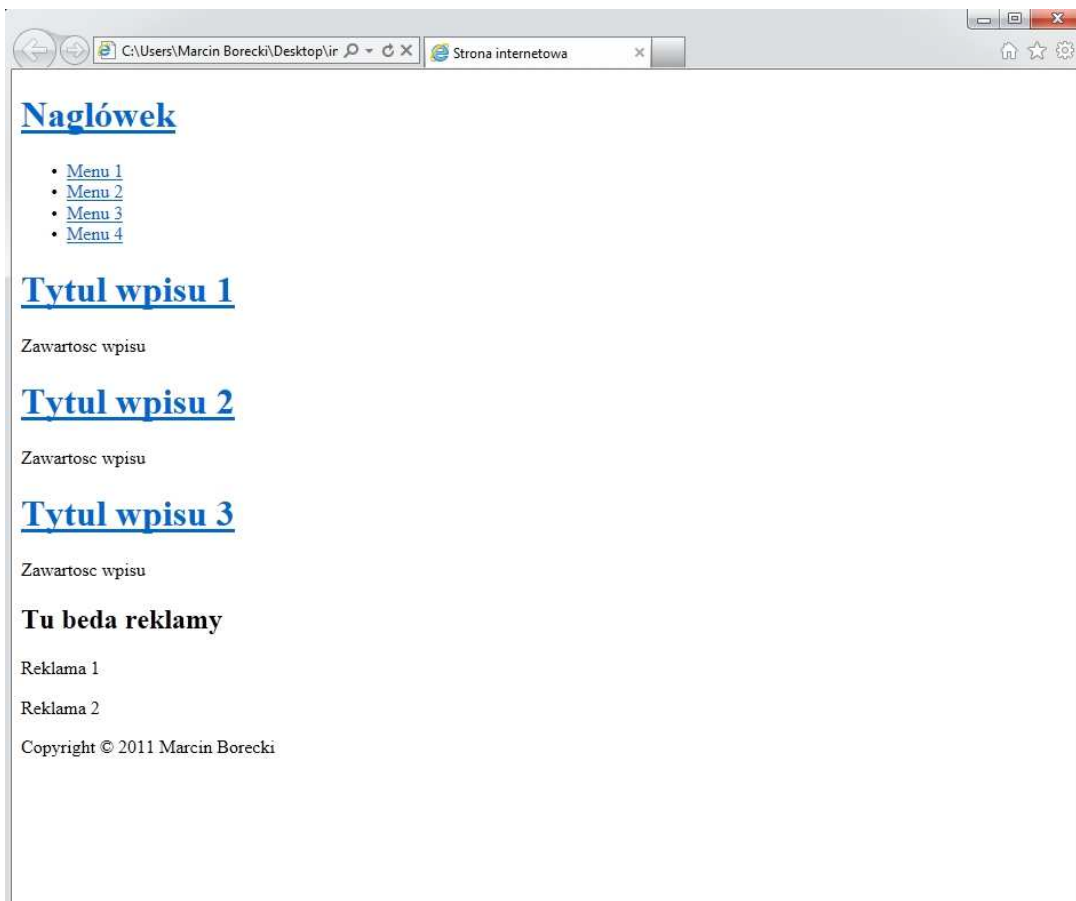 C:\Users\Marcin Borecki\Desktop\ir
Strona internetowa
Naglówek
• Menu 1
• Menu 2
• Menu 3
• Menu 4
Tytul wpisu 1
Zawartosc wpisu
Tytul wpisu 2
Zawartosc wpisu
Tytul wpisu 3
Zawartosc wpisu
Tu beda reklamy
Reklama 1
Reklama 2
Copyright © 2011 Marcin Borecki